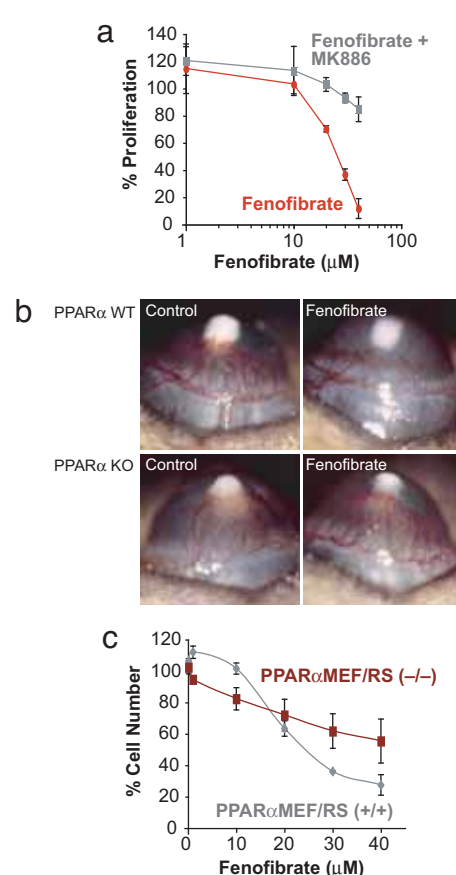 a
140
120
100
80
60
40
20
0
% Proliferation
Fenofibrate +
MK886
Fenofibrate
1
10
100
Fenofibrate (μM)
b
PPARα WT
Control
Fenofibrate
PPARα KO
Control
Fenofibrate
c
120
100
80
60
40
20
0
% Cell Number
PPARαMEF/RS (–/–)
PPARαMEF/RS (+/+)
0
10
20
30
40
Fenofibrate (μM)